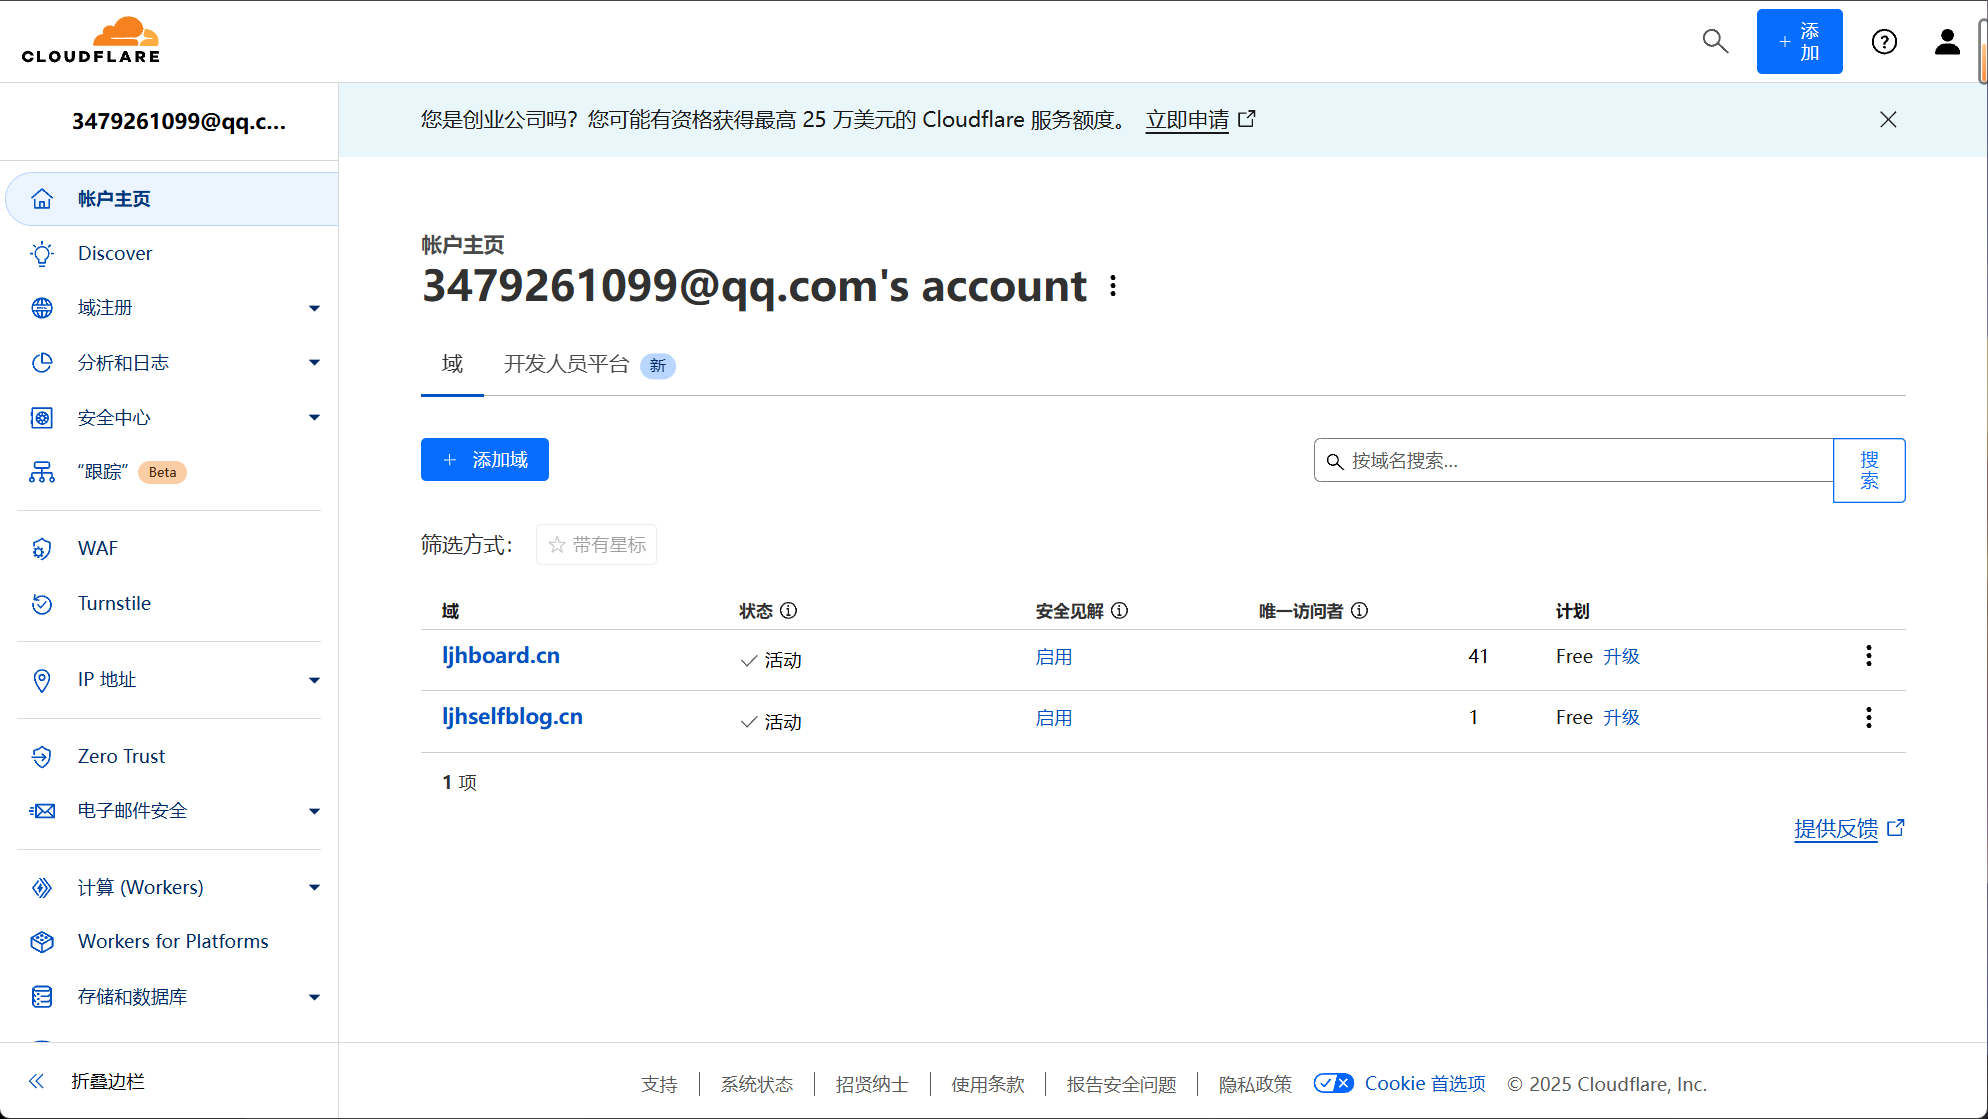 CLOUDFLARE
+ 添加
3479261099@qq.c...
您是创业公司吗？您可能有资格获得最高 25 万美元的 Cloudflare 服务额度。 立即申请
帐户主页
Discover
域注册
分析和日志
安全中心
“跟踪” Beta
WAF
Turnstile
IP 地址
Zero Trust
电子邮件安全
计算 (Workers)
Workers for Platforms
存储和数据库
折叠边栏
帐户主页
3479261099@qq.com's account
域 开发人员平台 新
+ 添加域
按域名搜索... 搜索
筛选方式： 带有星标
域 状态 安全见解 唯一访问者 计划
ljhboard.cn 活动 启用 41 Free 升级
ljhselfblog.cn 活动 启用 1 Free 升级
1 项
提供反馈
支持 系统状态 招贤纳士 使用条款 报告安全问题 隐私政策 Cookie 首选项 © 2025 Cloudflare, Inc.